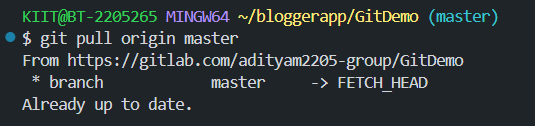 KIIT@BT-2205265 MINGW64 ~/bloggerapp/GitDemo (master)
$ git pull origin master
From https://gitlab.com/adityam2205-group/GitDemo
 * branch            master     -> FETCH_HEAD
Already up to date.